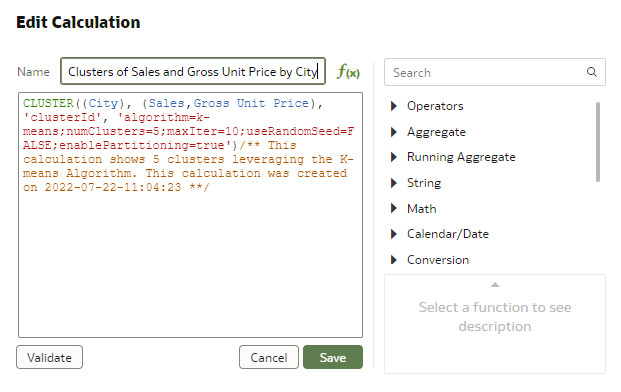 Edit Calculation
Name Clusters of Sales and Gross Unit Price by City f(x)
CLUSTER((City), (Sales,Gross Unit Price),
'clusterId', 'algorithm=k-
means;numClusters=5;maxIter=10;useRandomSeed=F
ALSE;enablePartitioning=true')/** This
calculation shows 5 clusters leveraging the K-
means Algorithm. This calculation was created
on 2022-07-22-11:04:23 **/
Validate
Cancel
Save
Search
Operators
Aggregate
Running Aggregate
String
Math
Calendar/Date
Conversion
Select a function to see
description